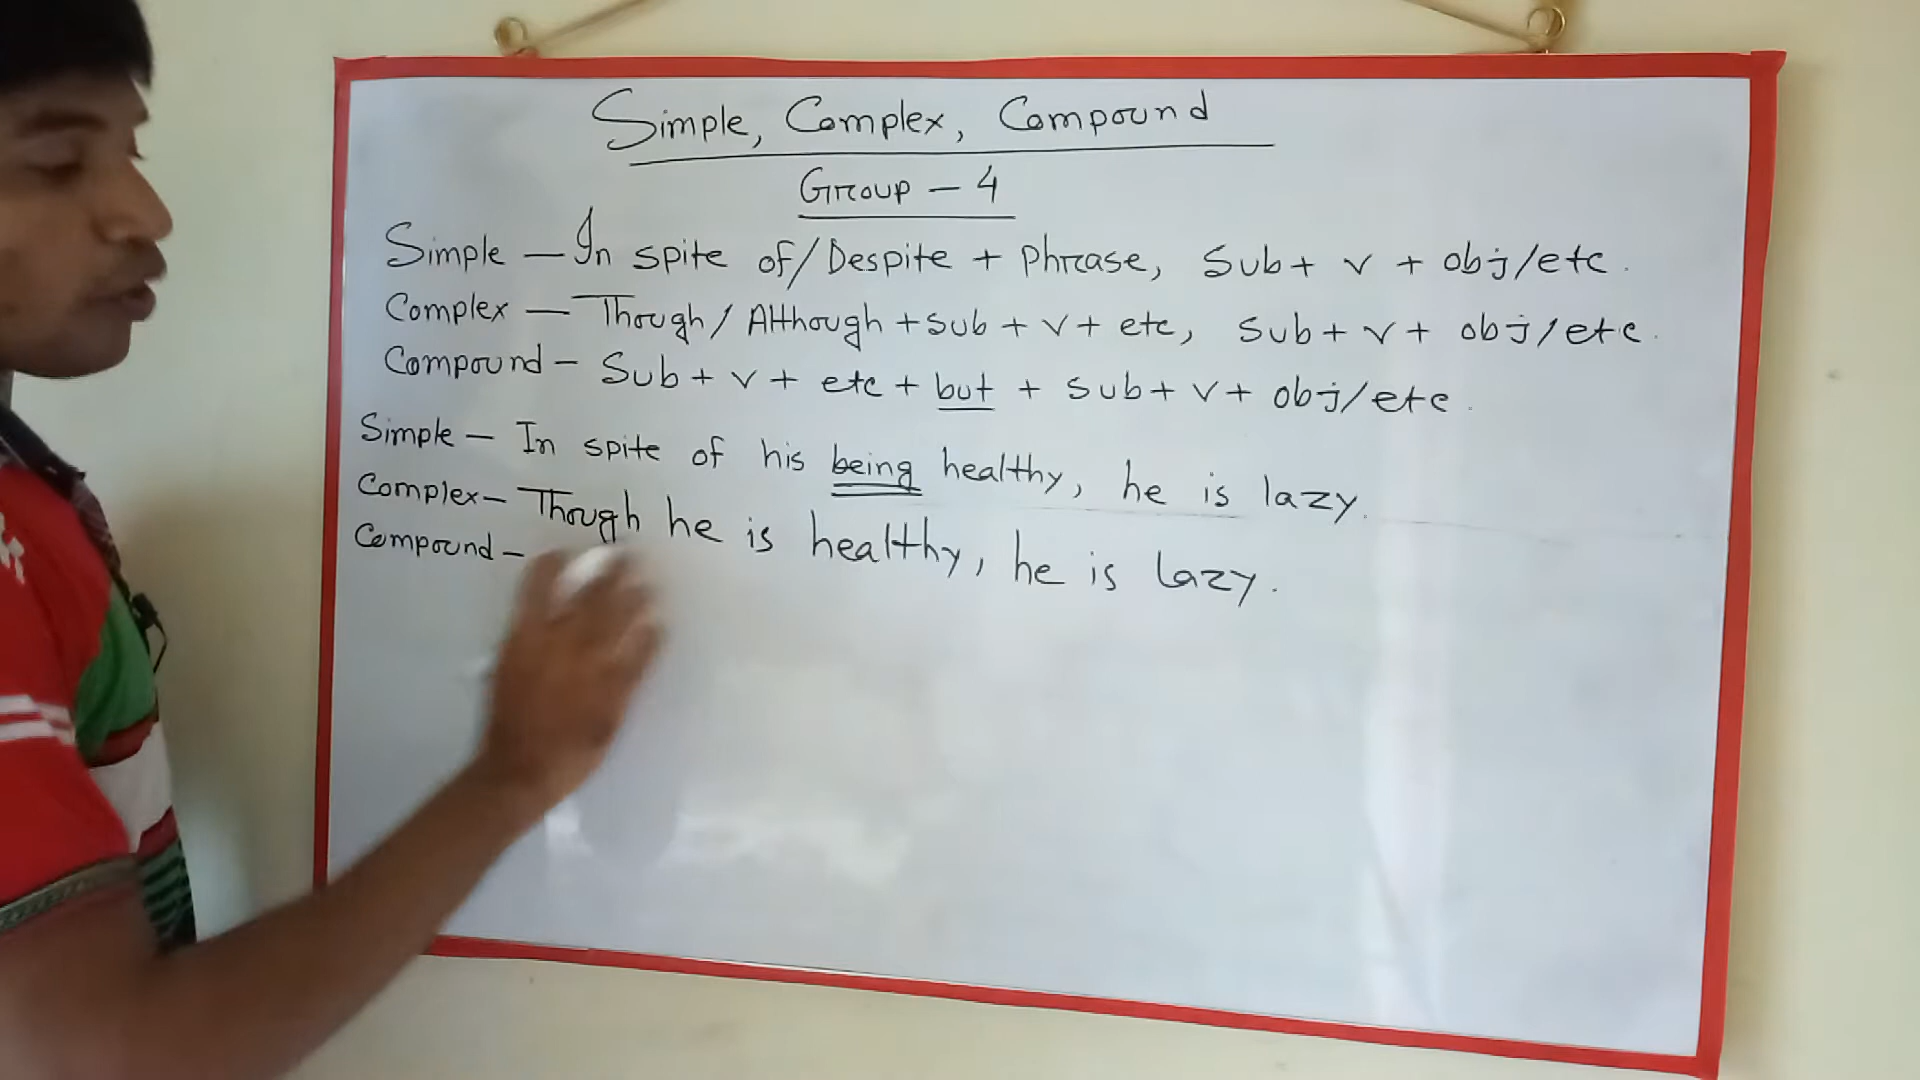 Simple, Complex, Compound
Group - 4
Simple - In spite of/Despite + Phrase, Sub + v + obj/etc.
Complex - Though/Although + sub + v + etc, Sub + v + obj/etc.
Compound - Sub + v + etc + but + sub + v + obj/etc.
Simple - In spite of his being healthy, he is lazy.
Complex - Though he is healthy, he is lazy.
Compound -